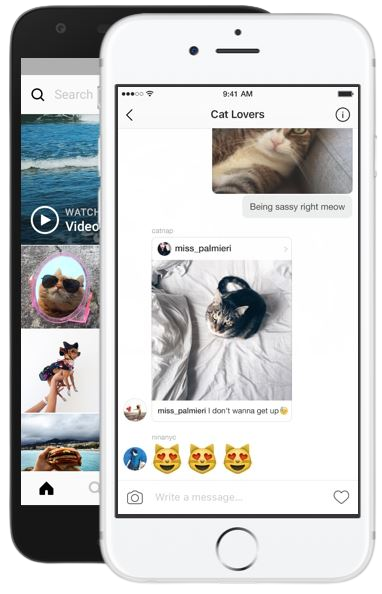 Search
WATCH
Video
9:41 AM
Cat Lovers
Being sassy right meow
catnap
miss_palmieri
miss_palmieri I don't wanna get up
ninanyc
Write a message...